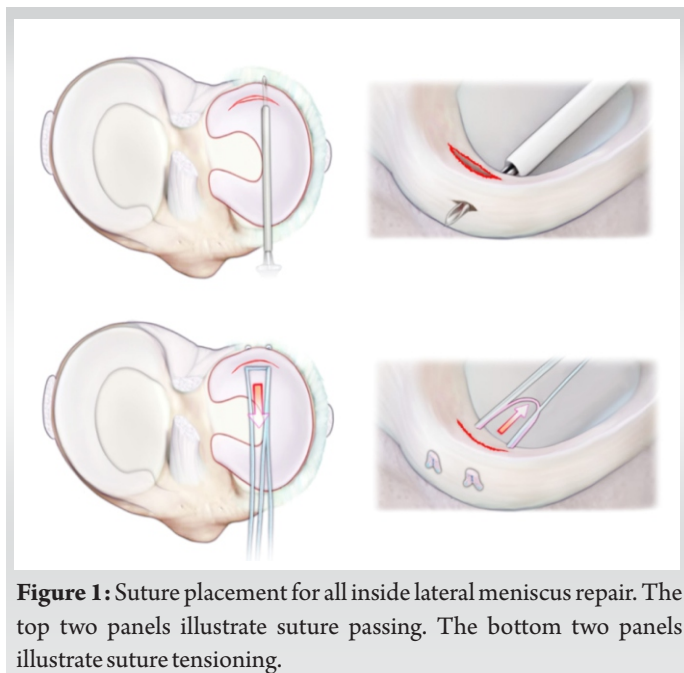 Figure 1: Suture placement for all inside lateral meniscus repair. The
top two panels illustrate suture passing. The bottom two panels
illustrate suture tensioning.